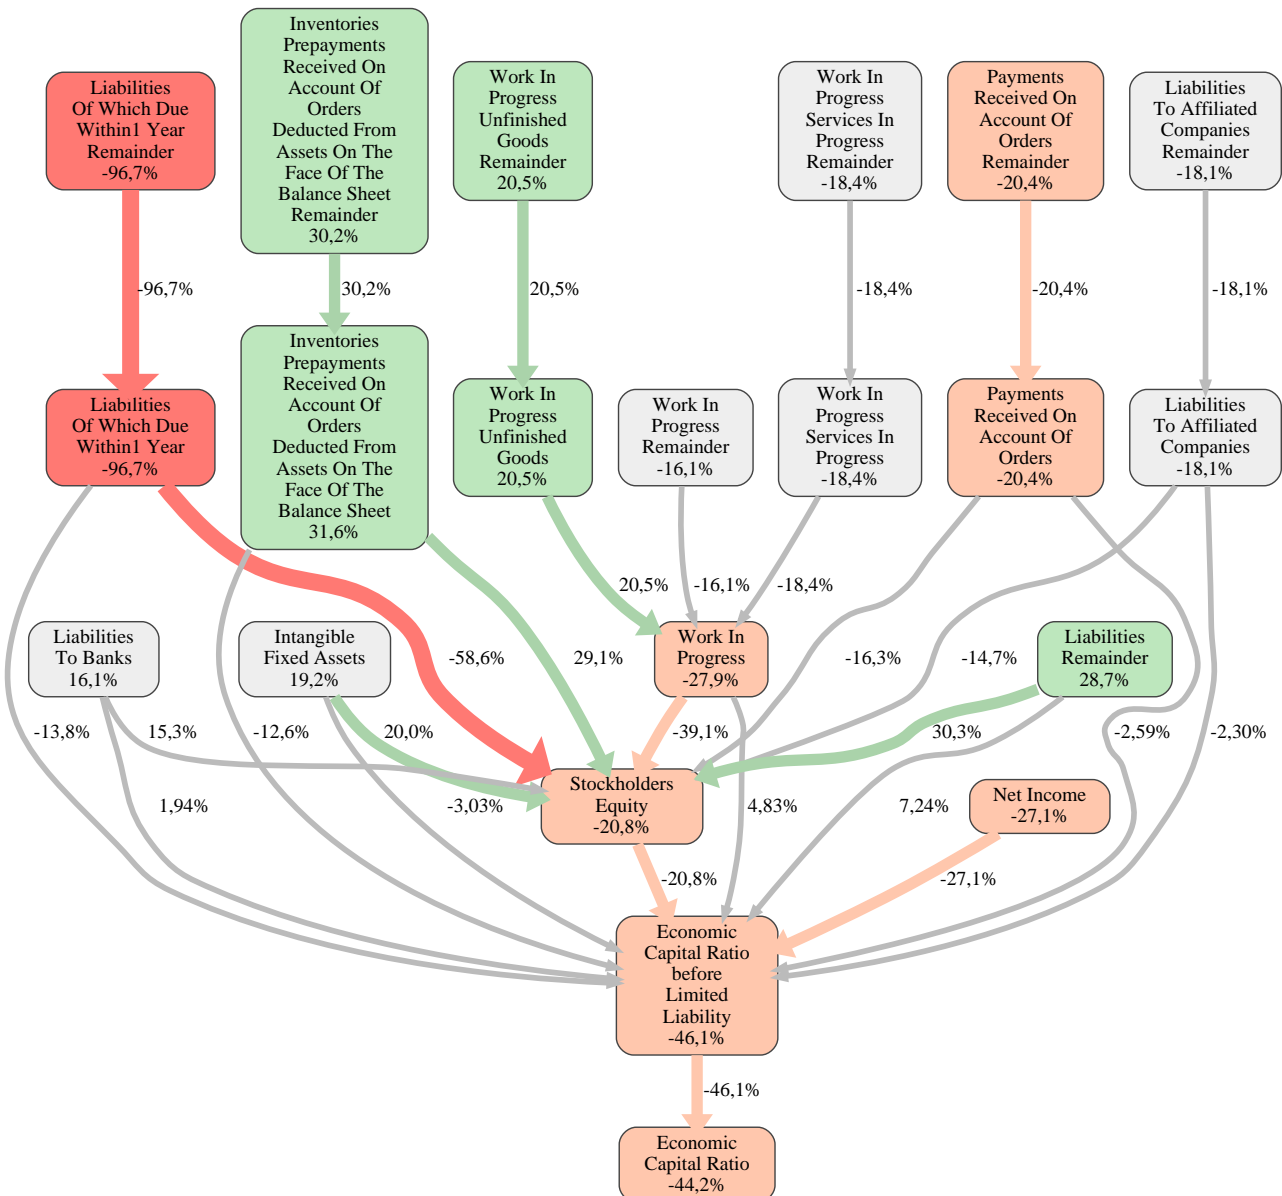 Inventories
Prepayments
Received On
Account Of
Orders
Deducted From
Assets On The
Face Of The
Balance Sheet
Remainder
30,2%
Liabilities
Of Which Due
Within1 Year
Remainder
-96,7%
Work In
Progress
Unfinished
Goods
Remainder
20,5%
Work In
Progress
Services In
Progress
Remainder
-18,4%
Payments
Received On
Account Of
Orders
Remainder
-20,4%
Liabilities
To Affiliated
Companies
Remainder
-18,1%
-96,7%
30,2%
20,5%
-18,4%
-20,4%
-18,1%
Liabilities
Of Which Due
Within1 Year
-96,7%
Inventories
Prepayments
Received On
Account Of
Orders
Deducted From
Assets On The
Face Of The
Balance Sheet
31,6%
Work In
Progress
Unfinished
Goods
20,5%
Work In
Progress
Remainder
-16,1%
Work In
Progress
Services In
Progress
-18,4%
Payments
Received On
Account Of
Orders
-20,4%
Liabilities
To Affiliated
Companies
-18,1%
20,5%
-16,1%
-18,4%
Liabilities
To Banks
16,1%
Intangible
Fixed Assets
19,2%
-58,6%
29,1%
Work In
Progress
-27,9%
-16,3%
-14,7%
Liabilities
Remainder
28,7%
-13,8%
15,3%
-12,6%
20,0%
-39,1%
30,3%
-2,59%
-2,30%
1,94%
-3,03%
Stockholders
Equity
-20,8%
4,83%
7,24%
Net Income
-27,1%
-20,8%
-27,1%
Economic
Capital Ratio
before
Limited
Liability
-46,1%
-46,1%
Economic
Capital Ratio
-44,2%